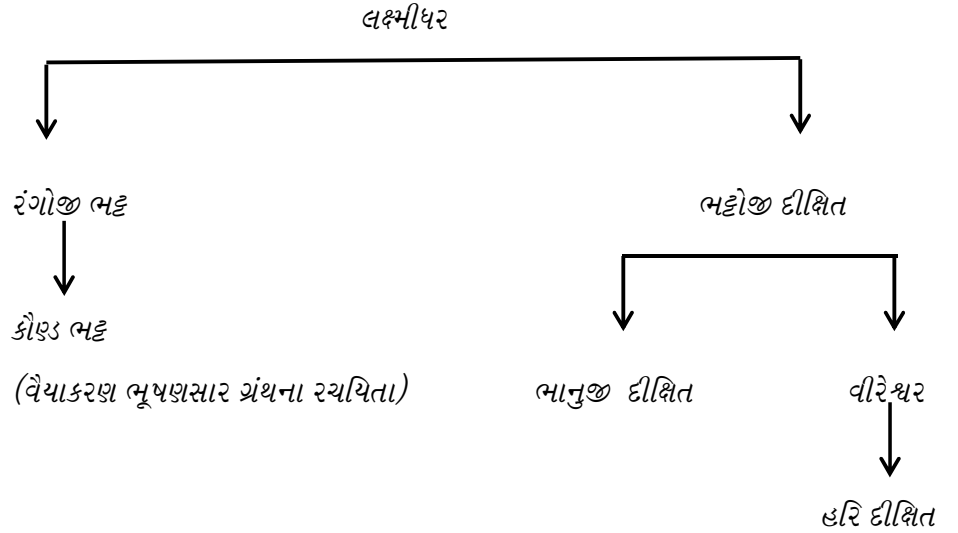 લક્ષ્મીધર
રંગોજી ભટ્ટ
ભટ્ટોજી દીક્ષિત
કૌણ્ડ ભટ્ટ
(વૈયાકરણ ભૂષણસાર ગ્રંથના રચયિતા)
ભાનુજી દીક્ષિત
વીરેશ્વર
હરિ દીક્ષિત